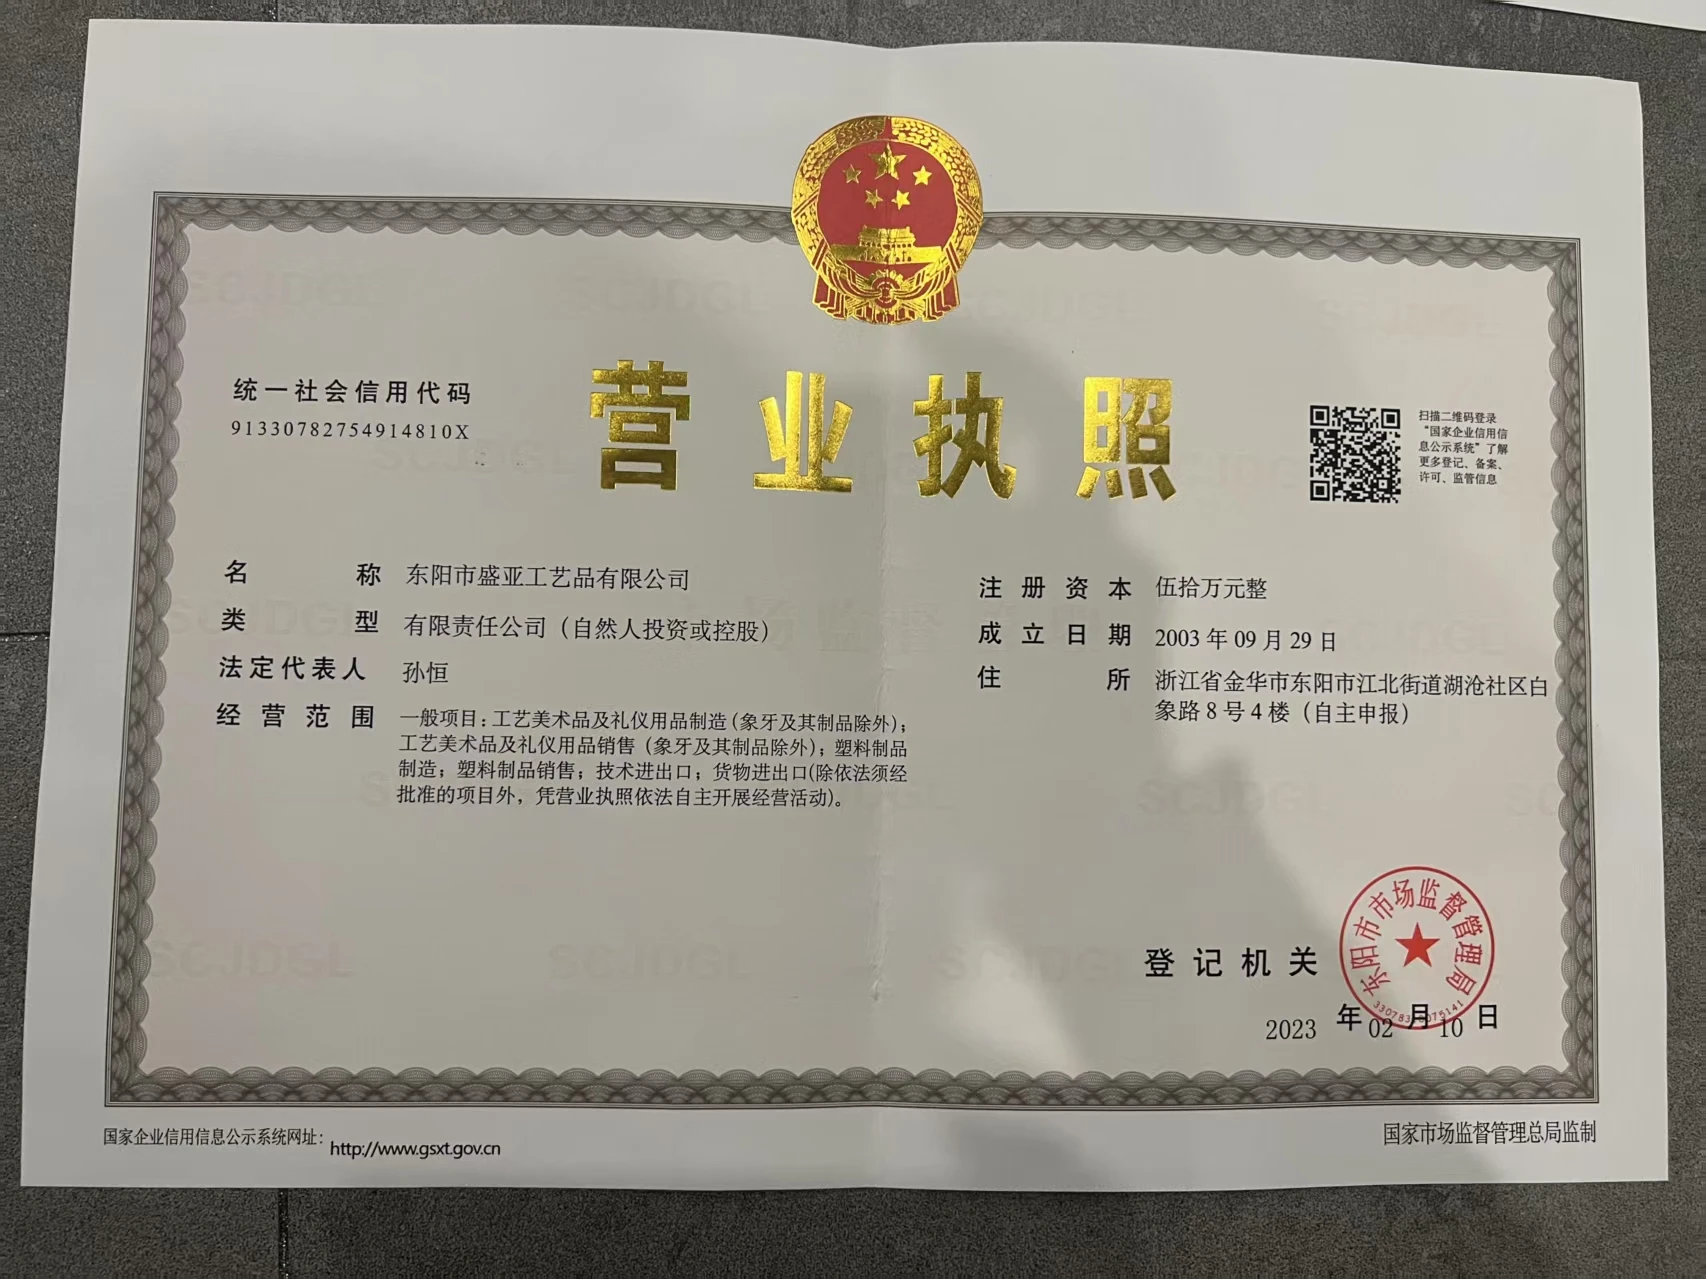 统一社会信用代码
91330782754914810X
营业执照
扫描二维码登录
“国家企业信用信
息公示系统”了解
更多登记、备案、
许可、监管信息
名称 东阳市盛亚工艺品有限公司
类型 有限责任公司（自然人投资或控股）
法定代表人 孙恒
经营范围 一般项目：工艺美术品及礼仪用品制造（象牙及其制品除外）；
工艺美术品及礼仪用品销售（象牙及其制品除外）；塑料制品
制造；塑料制品销售；技术进出口；货物进出口(除依法须经
批准的项目外，凭营业执照依法自主开展经营活动)。
注册资本 伍拾万元整
成立日期 2003年09月29日
住所 浙江省金华市东阳市江北街道湖沧社区白
象路8号4楼（自主申报）
登记机关
东阳市市场监督管理局
2023年02月10日
国家企业信用信息公示系统网址：http://www.gsxt.gov.cn
国家市场监督管理总局监制